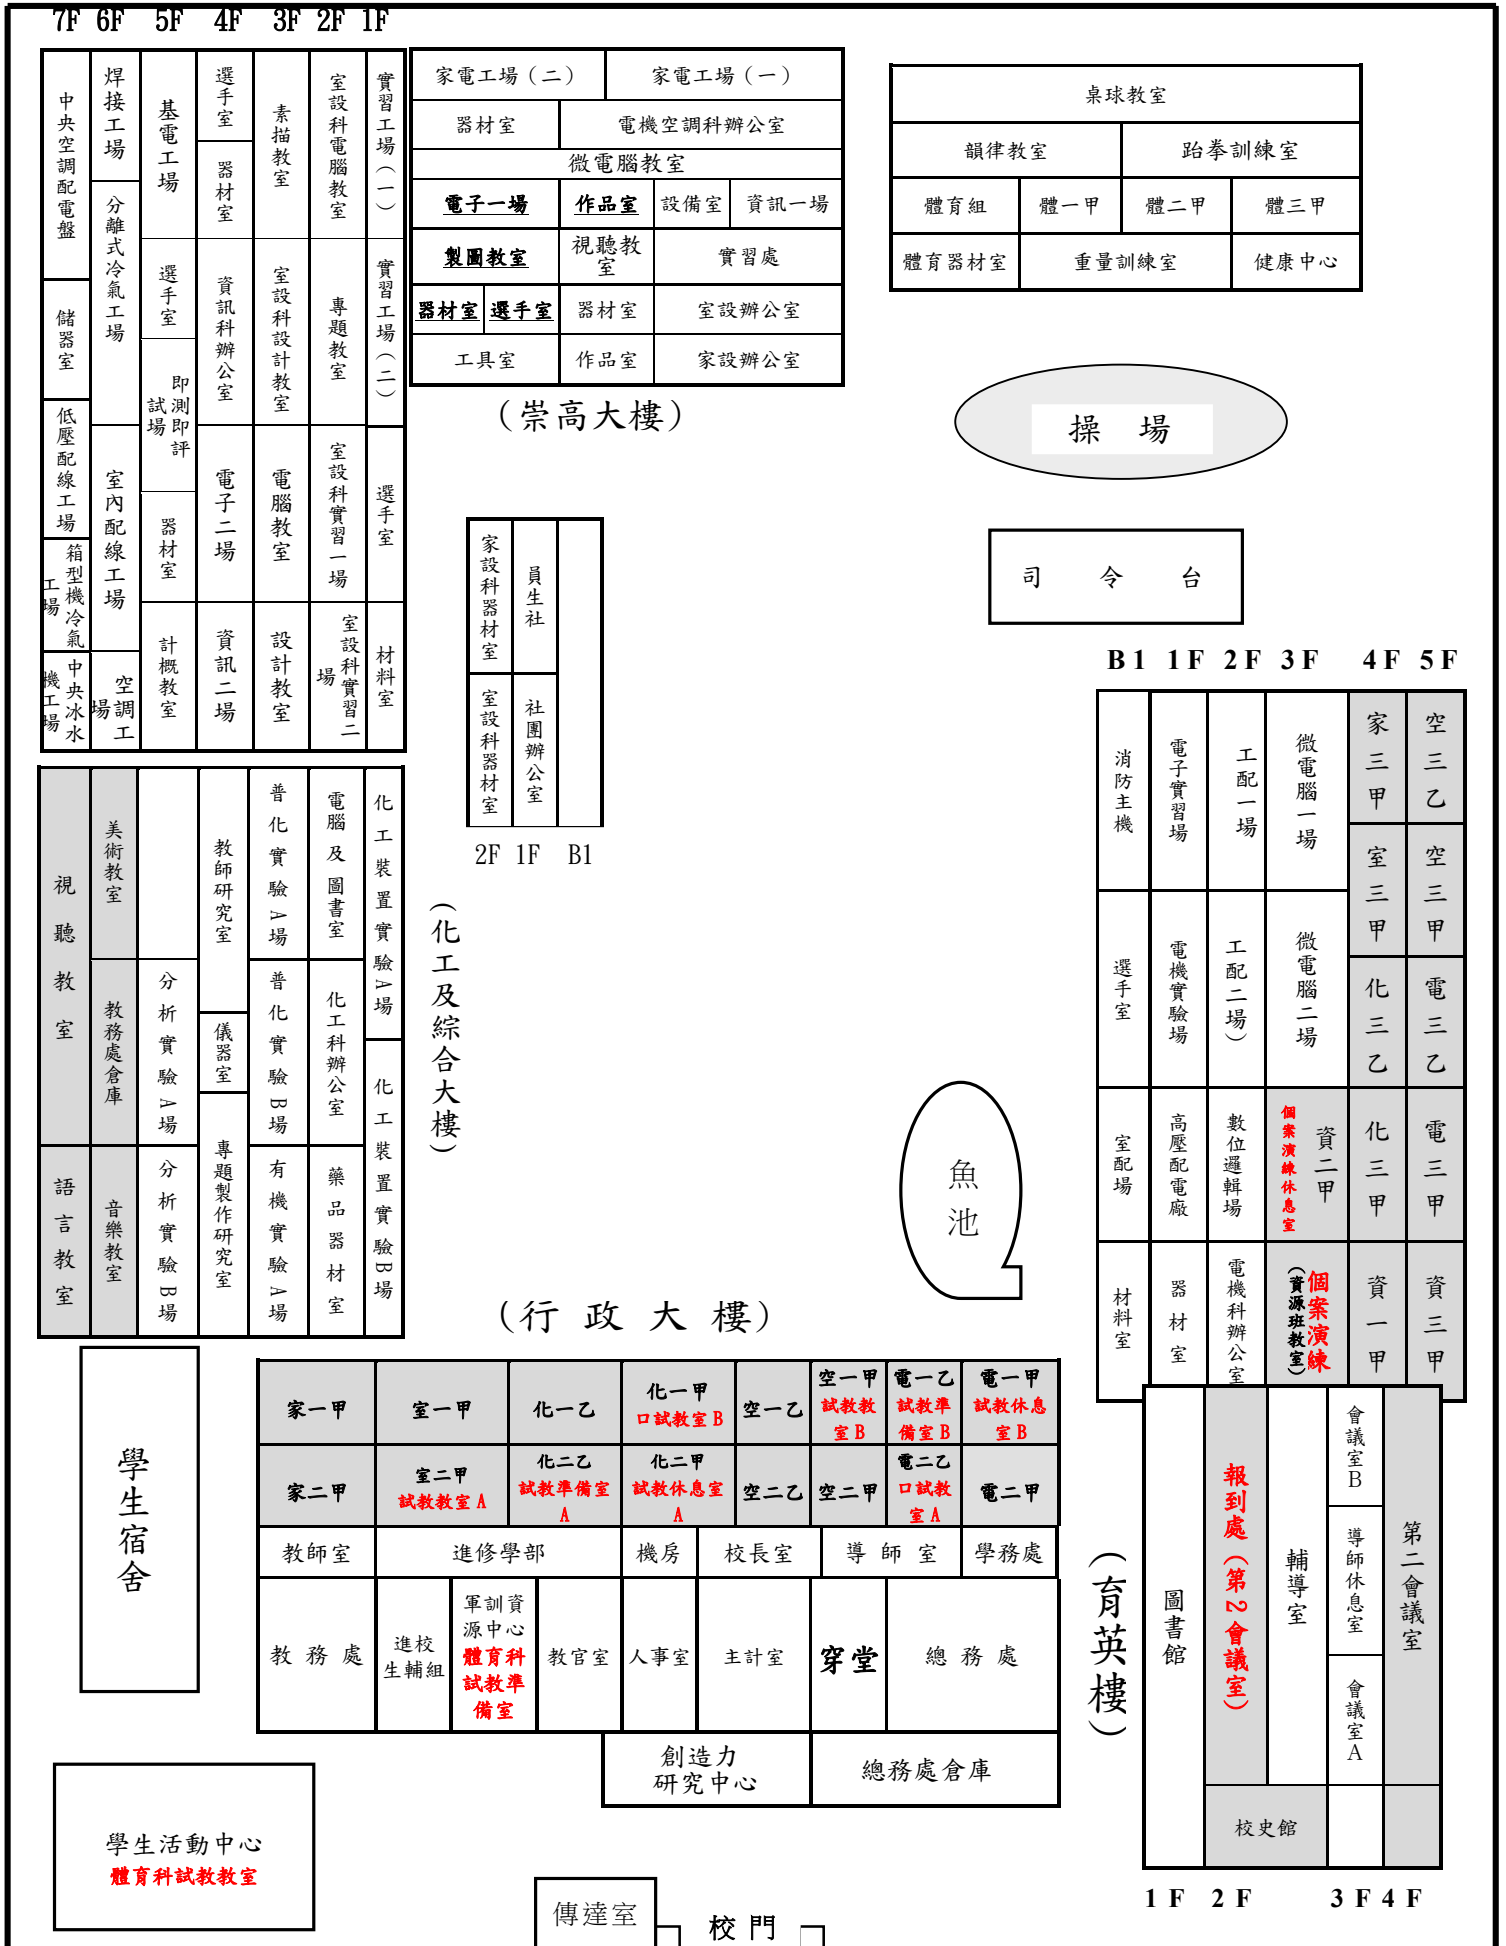 7F 6F 5F 4F 3F 2F 1F
中央空調配電盤
儲器室
低壓配線工場
箱型機冷氣
工場
中央冰水
機工場
焊接工場
分離式冷氣工場
室內配線工場
空調工
場
基電工場
選手室
即測即評
試場
器材室
計概教室
選手室
器材室
資訊科辦公室
電子二場
資訊二場
素描教室
室設科設計教室
電腦教室
設計教室
室設科電腦教室
專題教室
室設科實習一場
室設科實習二
場
實習工場(一)
實習工場(二)
選手室
材料室
家電工場（二） 家電工場（一）
器材室 電機空調科辦公室
微電腦教室
電子一場 作品室 設備室 資訊一場
製圖教室 視聽教
室 實習處
器材室 選手室 器材室 室設辦公室
工具室 作品室 家設辦公室
（崇高大樓）
桌球教室
韻律教室 跆拳訓練室
體育組 體一甲 體二甲 體三甲
體育器材室 重量訓練室 健康中心
操 場
司 令 台
家設科器材室
室設科器材室
員生社
社團辦公室
2F 1F B1
視聽教室
語言教室
美術教室
教務處倉庫
音樂教室
分析實驗A場
分析實驗B場
教師研究室
儀器室
專題製作研究室
普化實驗A場
普化實驗B場
有機實驗A場
電腦及圖書室
化工科辦公室
藥品器材室
化工裝置實驗A場
化工裝置實驗B場
（化工及綜合大樓）
魚
池
B1 1F 2F 3F 4F 5F
消防主機
選手室
室配場
材料室
電子實習場
電機實驗場
高壓配電廠
器材室
工配一場
工配二場)
數位邏輯場
電機科辦公室
微電腦一場
微電腦二場
資二甲
個案演練休息室
個案演練
(資源班教室)
家三甲
室三甲
化三乙
化三甲
資一甲
空三乙
空三甲
電三乙
電三甲
資三甲
（行 政 大 樓）
家一甲 室一甲 化一乙 化一甲
口試教室B 空一乙 空一甲
試教教
室B 電一乙
試教準
備室B 電一甲
試教休息
室B
家二甲 室二甲
試教教室A 化二乙
試教準備室
A 化二甲
試教休息室
A 空二乙 空二甲 電二乙
口試教
室A 電二甲
教師室 進修學部 機房 校長室 導 師 室 學務處
教 務 處 進校
生輔組 軍訓資
源中心
體育科
試教準
備室 教官室 人事室 主計室 穿堂 總 務 處
創造力
研究中心 總務處倉庫
學生宿舍
學生活動中心
體育科試教教室
傳達室
校門
（育英樓）
圖書館
報到處（第2會議室）
校史館
輔導室
會議室B
導師休息室
會議室A
第二會議室
1F 2F 3F 4F